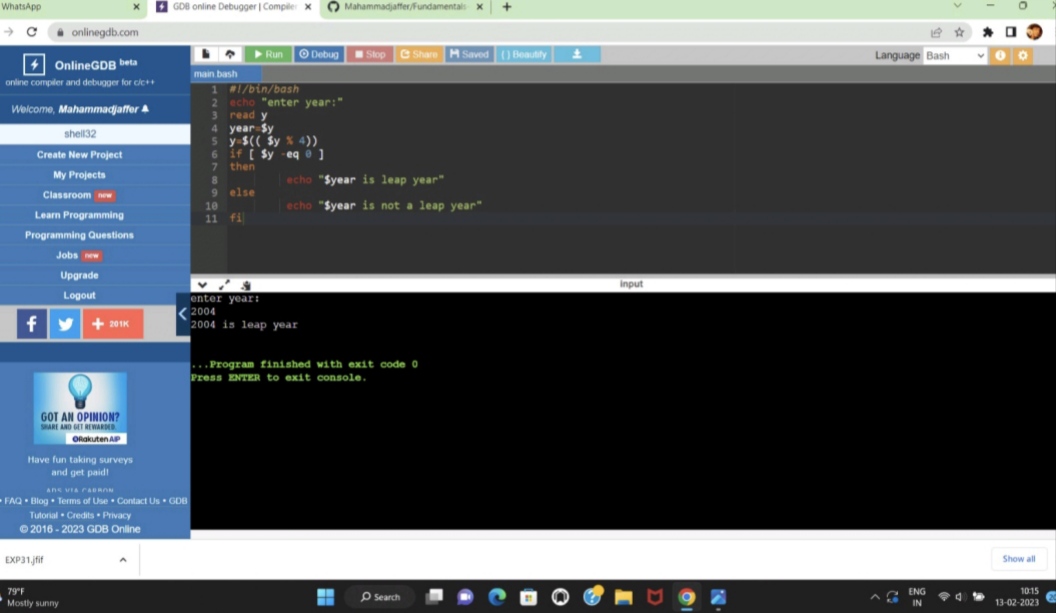 WhatsApp
GDB online Debugger | Compiler
Mahammadjaffer/Fundamentals
onlinegdb.com
OnlineGDB beta
online compiler and debugger for c/c++
Welcome, Mahammadjaffer
shell32
Create New Project
My Projects
Classroom new
Learn Programming
Programming Questions
Jobs new
Upgrade
Logout
201K
GOT AN OPINION?
SHARE AND GET REWARDED.
Rakuten AIP
Have fun taking surveys
and get paid!
ADS VIA CARBON
• FAQ • Blog • Terms of Use • Contact Us • GDB
Tutorial • Credits • Privacy
© 2016 - 2023 GDB Online
Run Debug Stop Share Saved {} Beautify
Language Bash
main.bash
1 #!/bin/bash
2 echo "enter year:"
3 read y
4 year=$y
5 y=$(( $y % 4))
6 if [ $y -eq 0 ]
7 then
8 echo "$year is leap year"
9 else
10 echo "$year is not a leap year"
11 fi
input
enter year:
2004
2004 is leap year
...Program finished with exit code 0
Press ENTER to exit console.
EXP31.jfif
Show all
79°F
Mostly sunny
Search
ENG
IN
10:15
13-02-2023